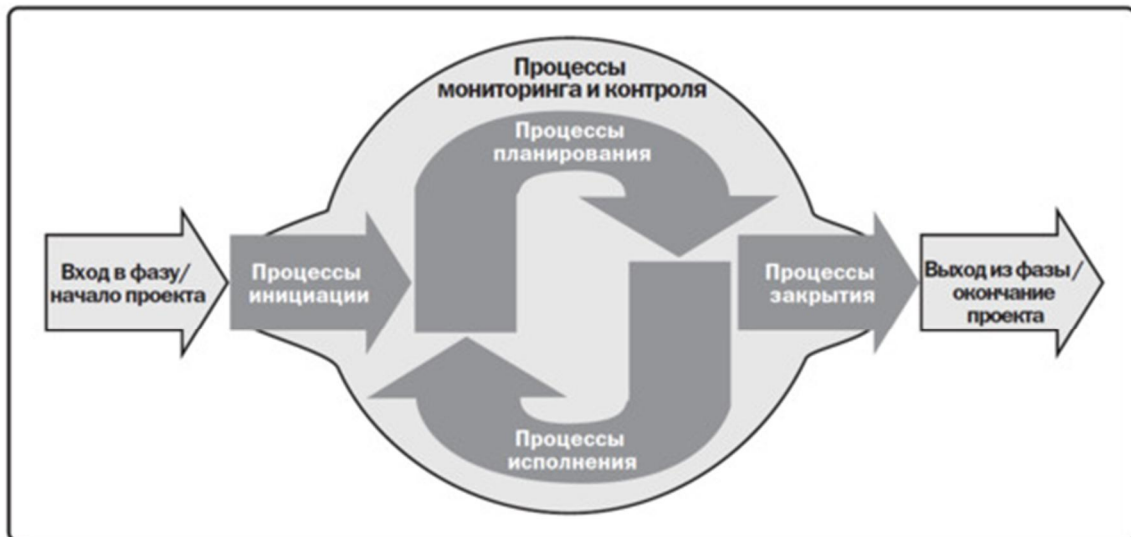 Процессы
мониторинга и контроля
Процессы
планирования
Вход в фазу/
начало проекта
Процессы
инициации
Процессы
закрытия
Выход из фазы/
окончание
проекта
Процессы
исполнения